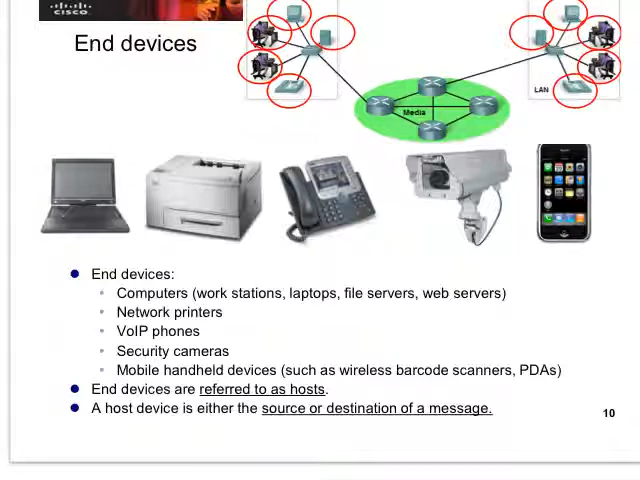 CISCO
End devices
LAN
Media
End devices:
Computers (work stations, laptops, file servers, web servers)
Network printers
VoIP phones
Security cameras
Mobile handheld devices (such as wireless barcode scanners, PDAs)
End devices are referred to as hosts.
A host device is either the source or destination of a message.
10